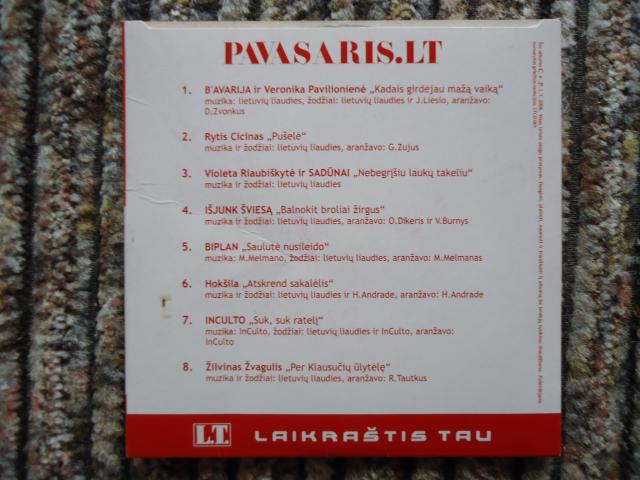 PAVASARIS.LT
1. B'AVARIJA ir Veronika Pavilionienė „Kadais girdėjau mažą vaiką“
muzika: lietuvių liaudies, žodžiai: lietuvių liaudies ir J.Liesio, aranžavo:
D.Zvonkus
2. Rytis Cicinas „Pušelė“
muzika ir žodžiai: lietuvių liaudies, aranžavo: G.Zujus
3. Violeta Riaubiškytė ir SADŪNAI „Nebegrįšiu laukų takeliu“
muzika ir žodžiai: lietuvių liaudies
4. IŠJUNK ŠVIESĄ „Balnokit broliai žirgus“
muzika ir žodžiai: lietuvių liaudies, aranžavo: O.Dikeris ir V.Burnys
5. BIPLAN „Saulutė nusileido“
muzika: M.Melmano, žodžiai: lietuvių liaudies, aranžavo: M.Melmanas
6. Hokšila „Atskrend sakalėlis“
muzika ir žodžiai: lietuvių liaudies ir H.Andrade, aranžavo: H.Andrade
7. INCULTO „Suk, suk ratelį“
muzika: InCulto, žodžiai: lietuvių liaudies ir InCulto, aranžavo:
InCulto
8. Žilvinas Žvagulis „Per Klausučių ūlytėlę“
muzika ir žodžiai: lietuvių liaudies, aranžavo: R.Tautkus
L.T. LAIKRAŠTIS TAU